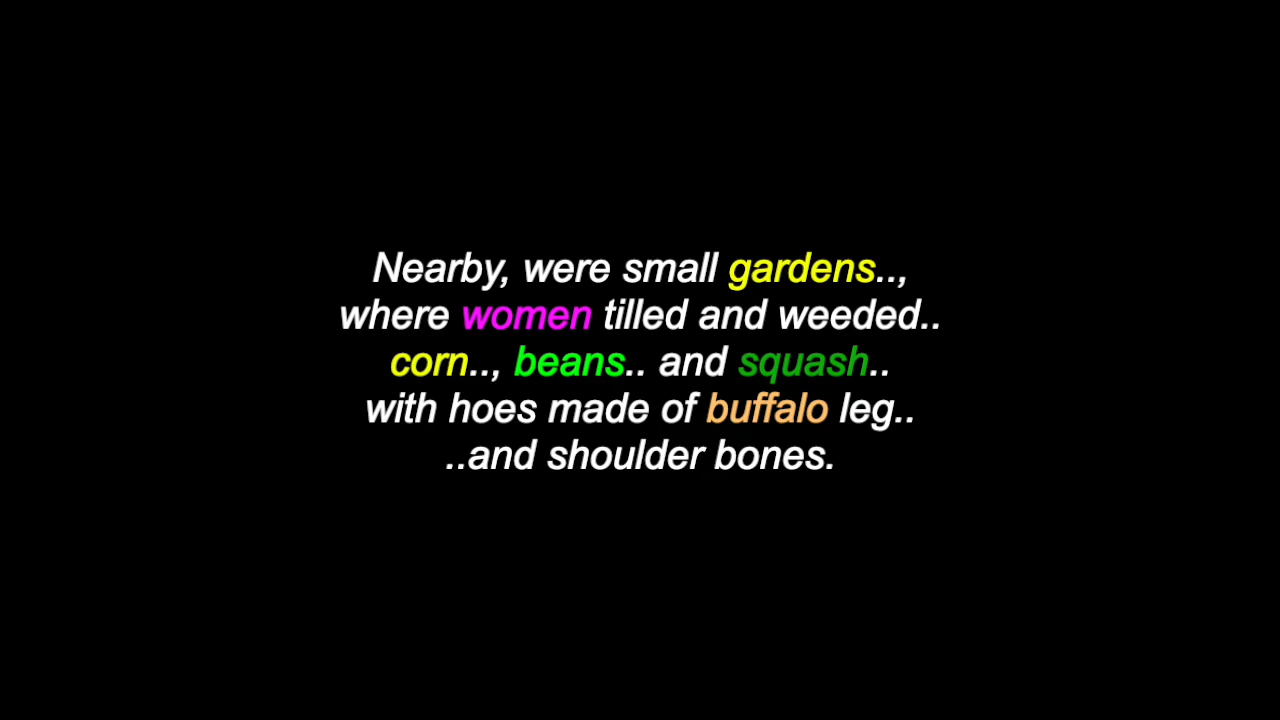 Nearby, were small gardens..,
where women tilled and weeded..
corn.., beans.. and squash..
with hoes made of buffalo leg..
..and shoulder bones.